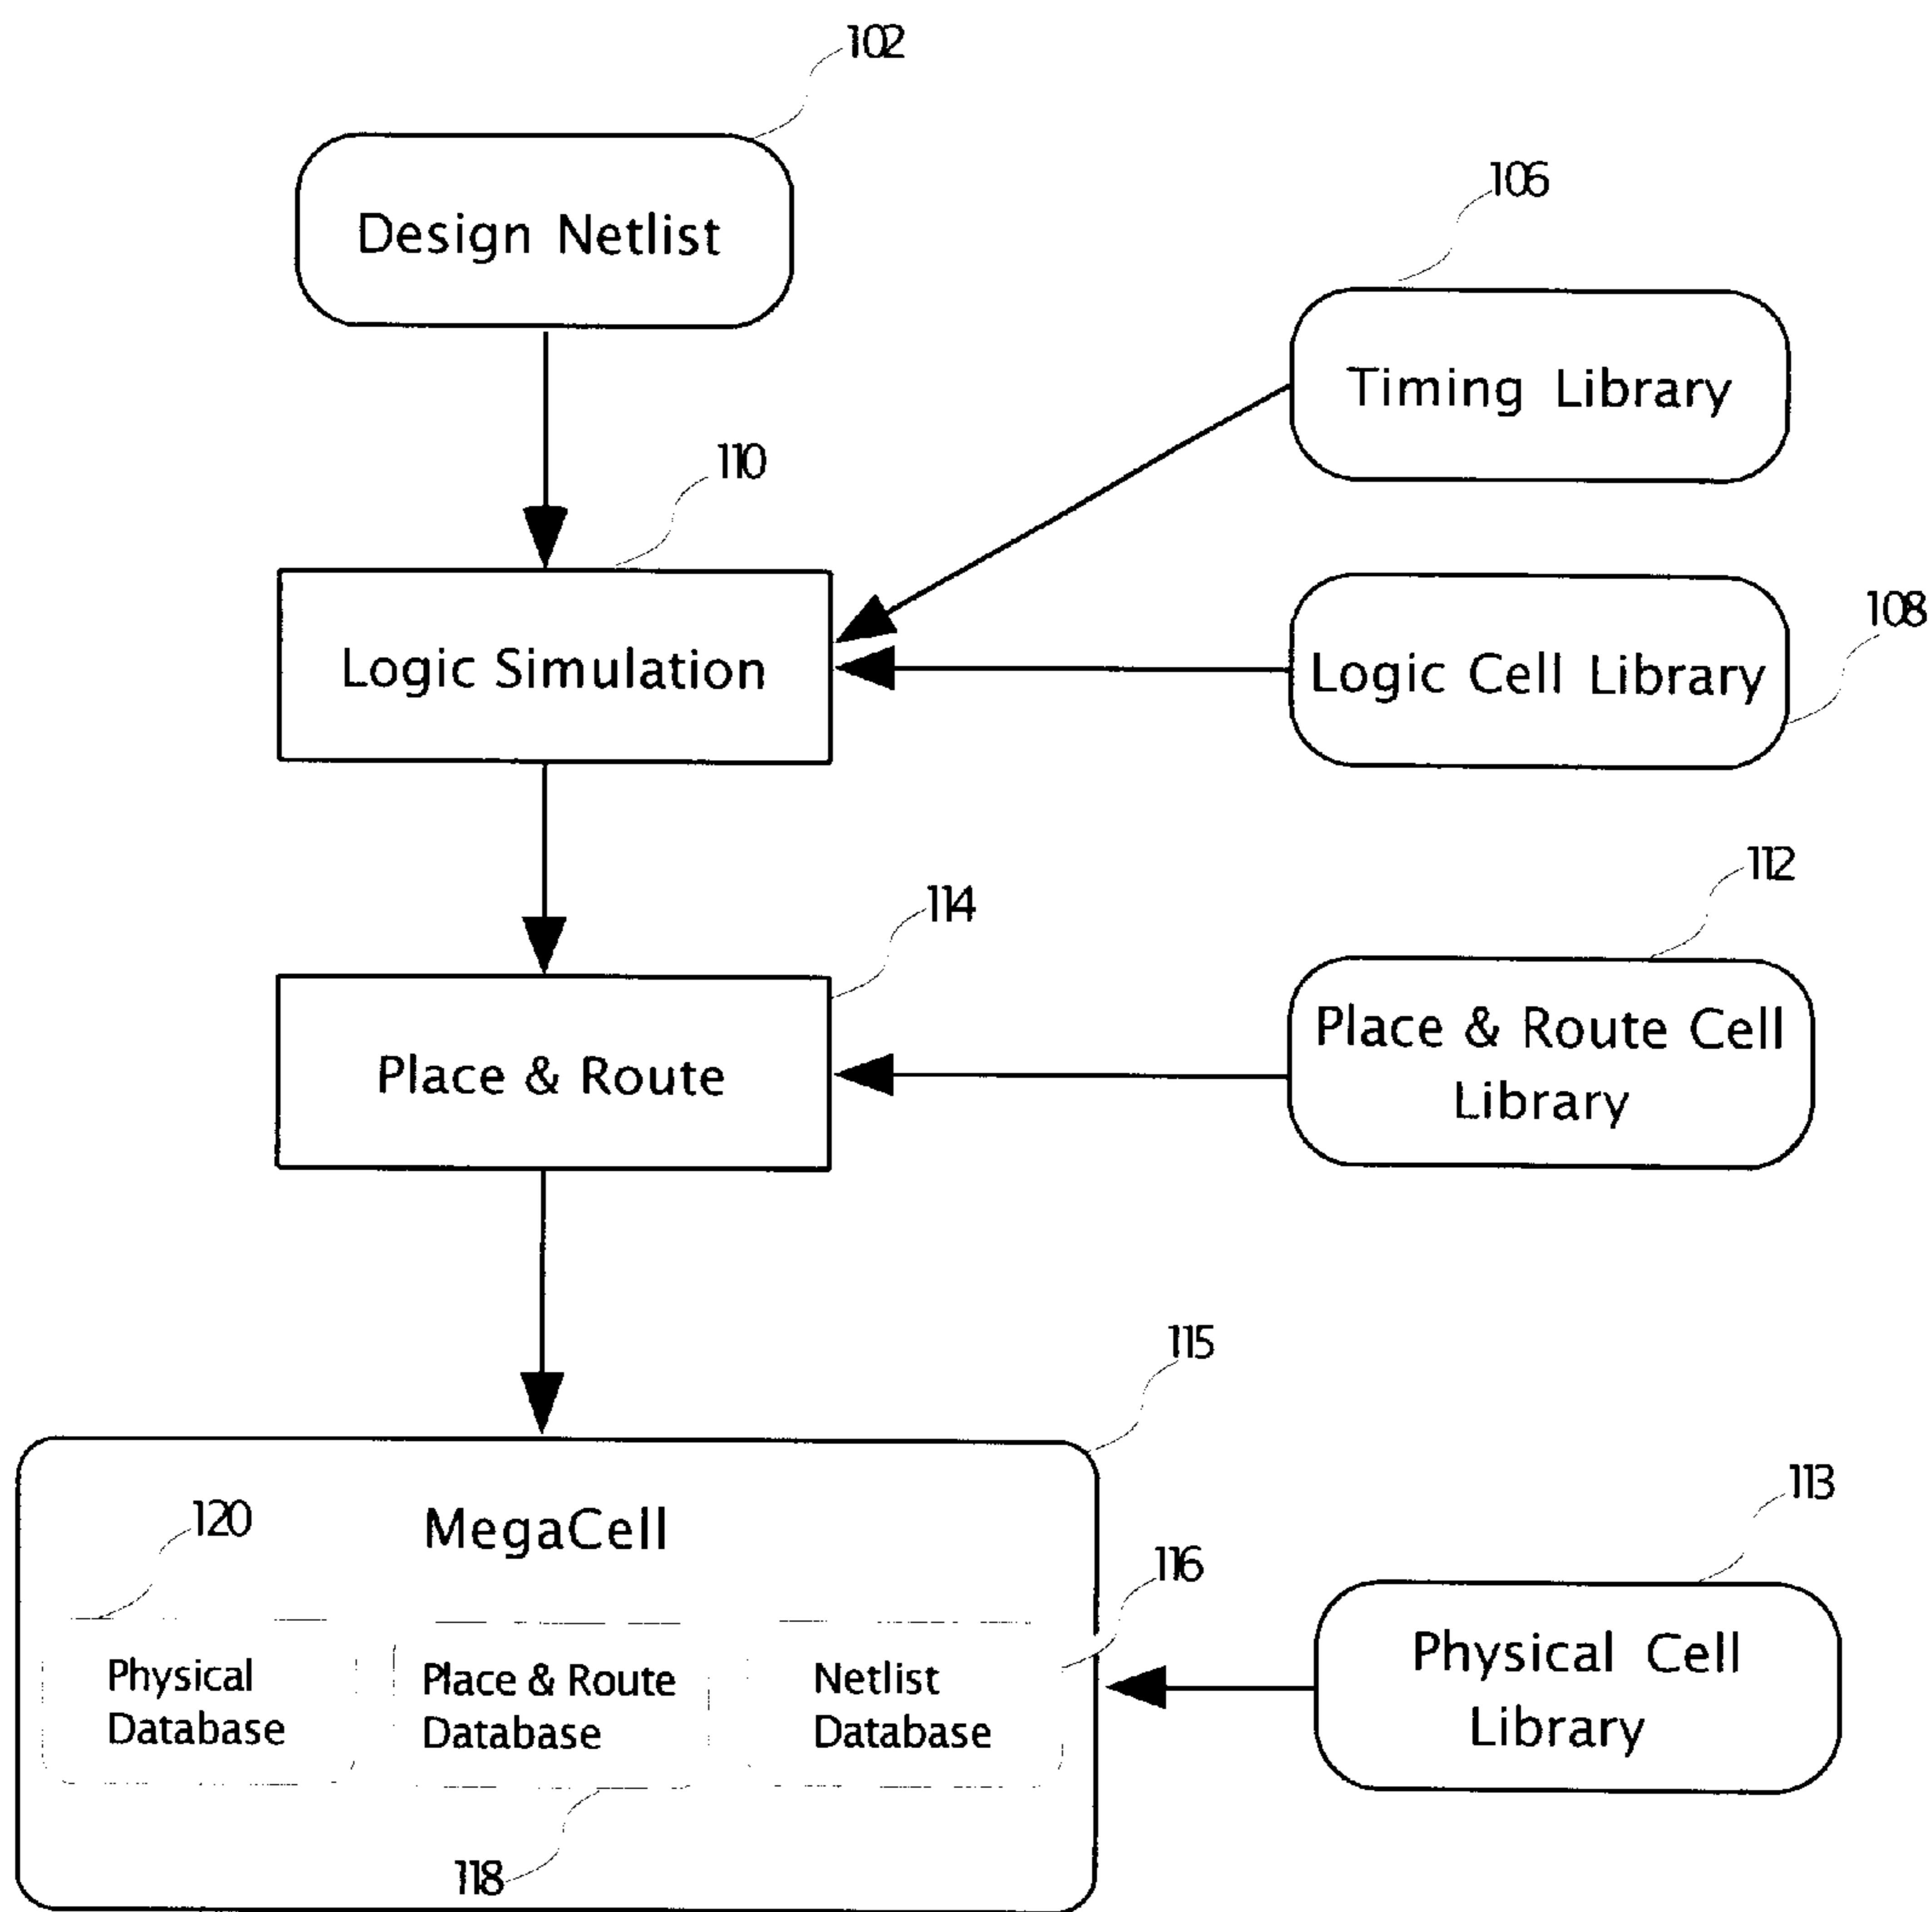 102
Design Netlist
106
Timing Library
110
Logic Simulation
108
Logic Cell Library
112
114
Place & Route
Place & Route Cell
Library
115
113
120
MegaCell
116
Physical
Database
Place & Route
Database
Netlist
Database
Physical Cell
Library
118